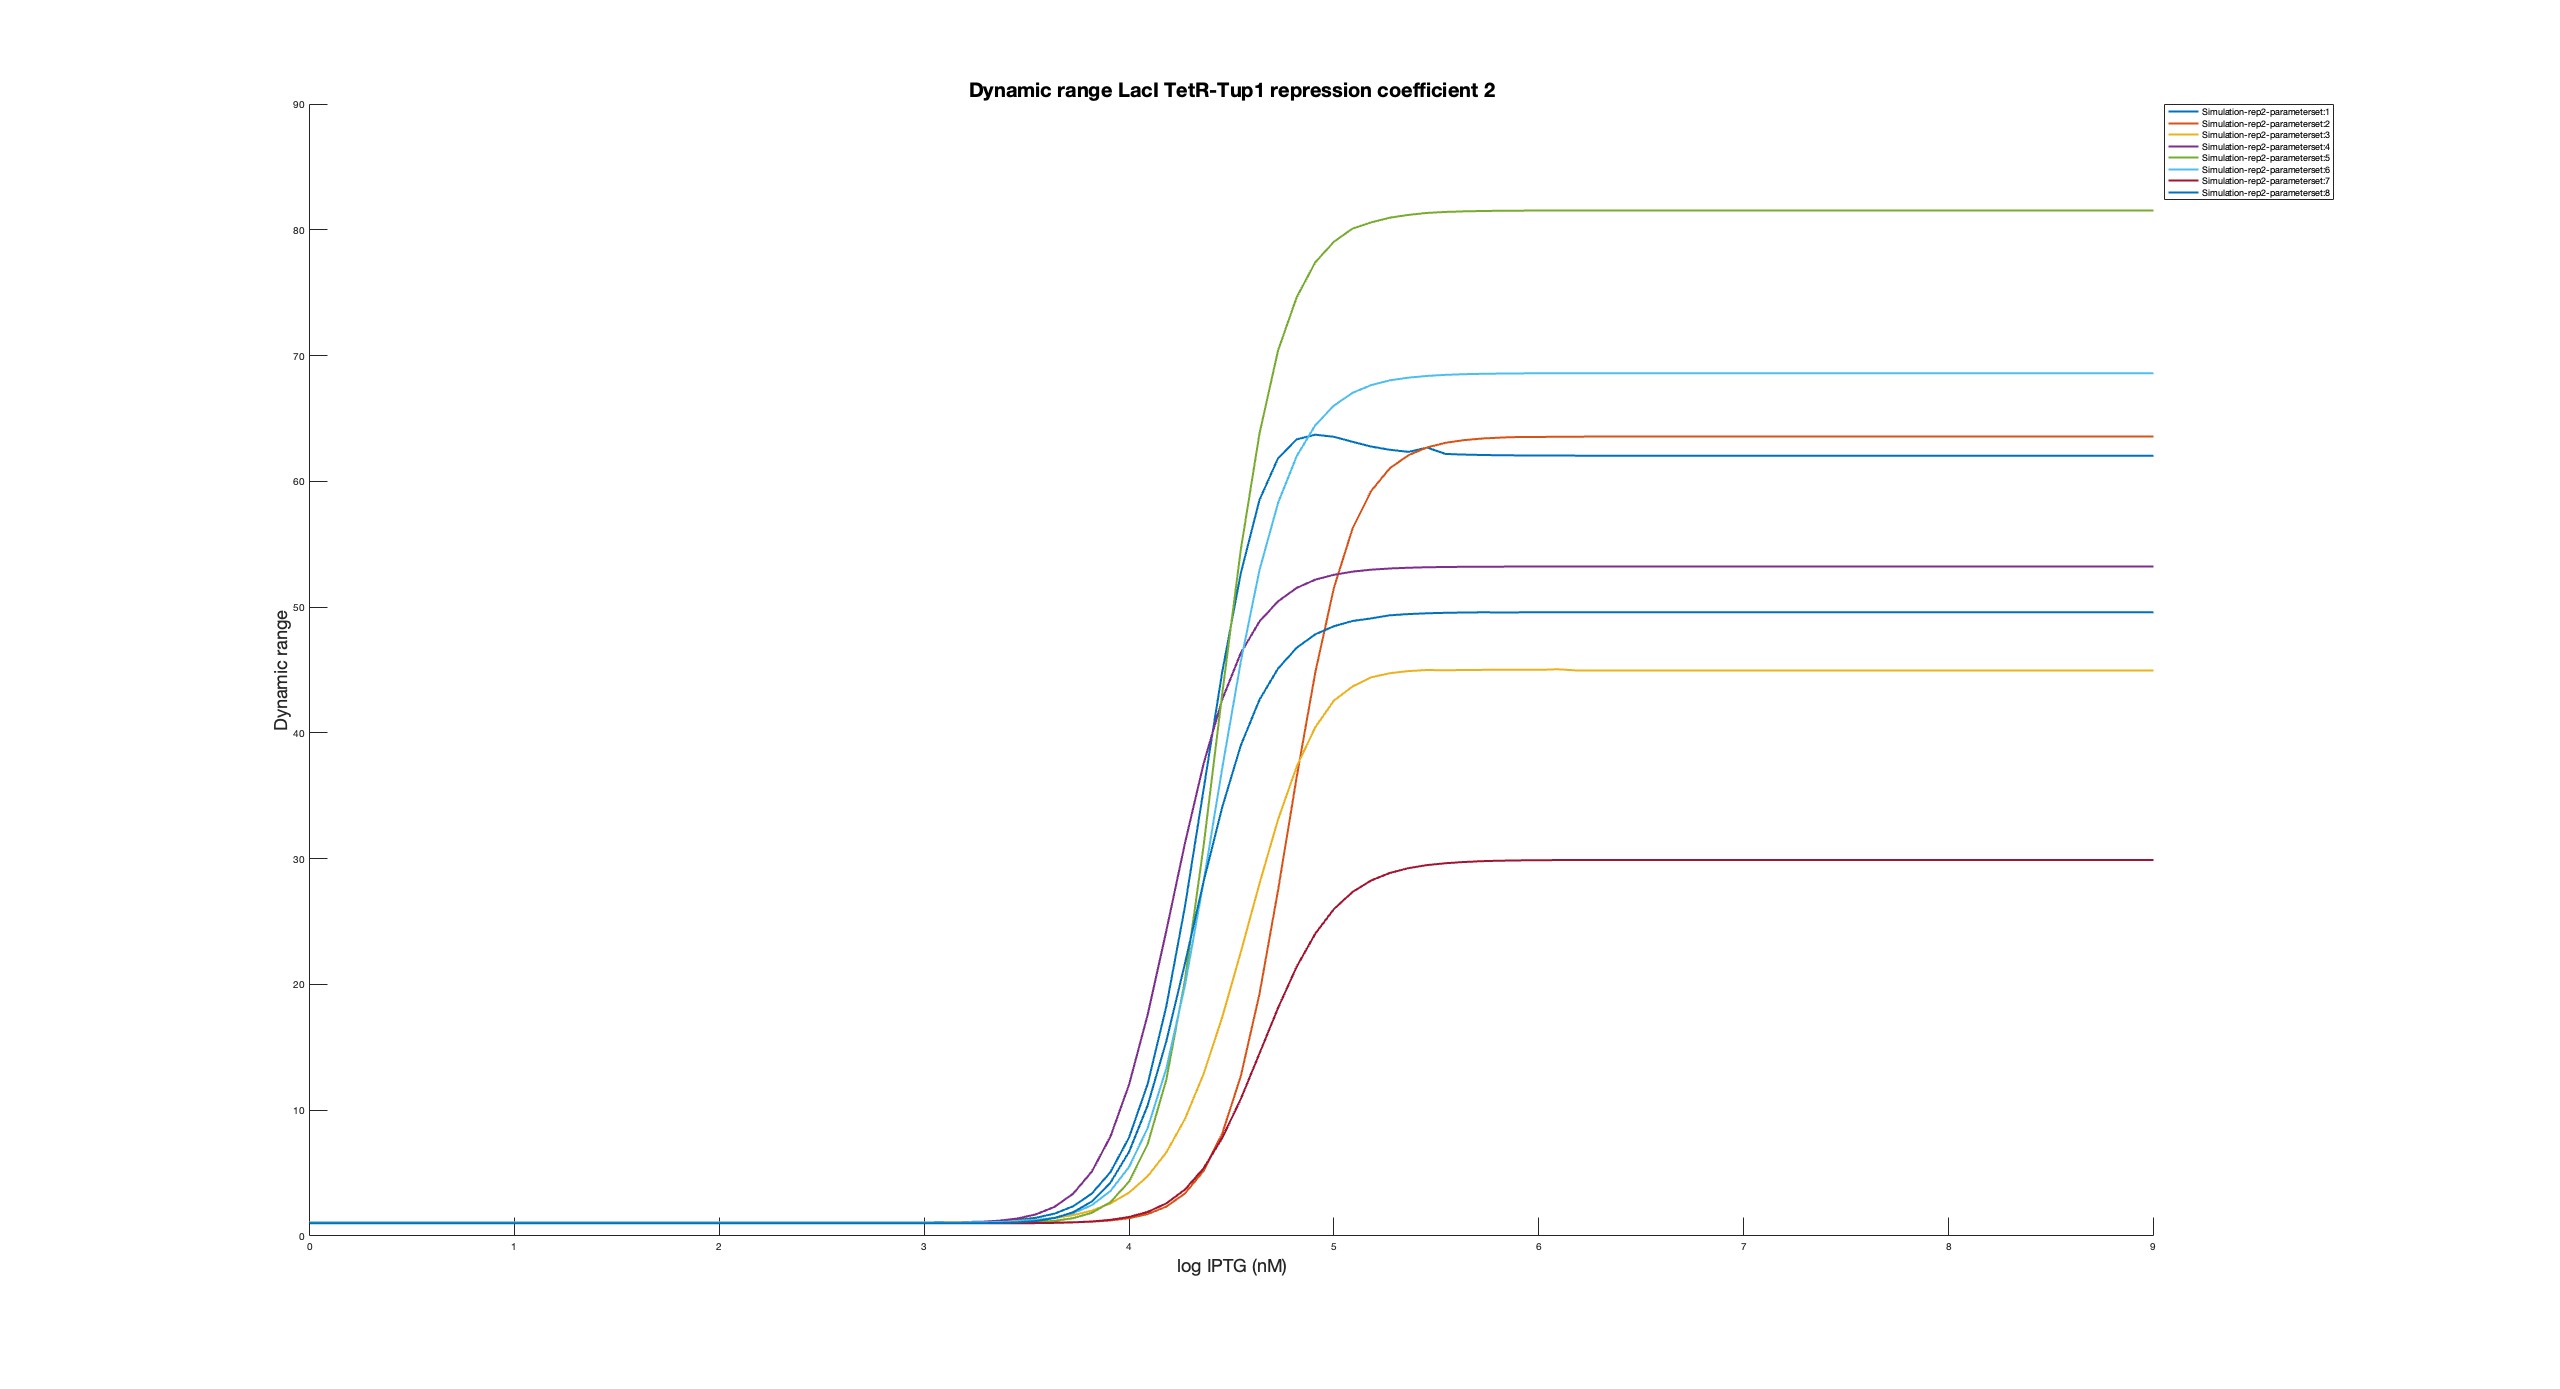 Dynamic range LacI TetR-Tup1 repression coefficient 2
Simulation-rep2-parameterset:1
Simulation-rep2-parameterset:2
Simulation-rep2-parameterset:3
Simulation-rep2-parameterset:4
Simulation-rep2-parameterset:5
Simulation-rep2-parameterset:6
Simulation-rep2-parameterset:7
Simulation-rep2-parameterset:8
Dynamic range
90
80
70
60
50
40
30
20
10
0
0 1 2 3 4 5 6 7 8 9
log IPTG (nM)